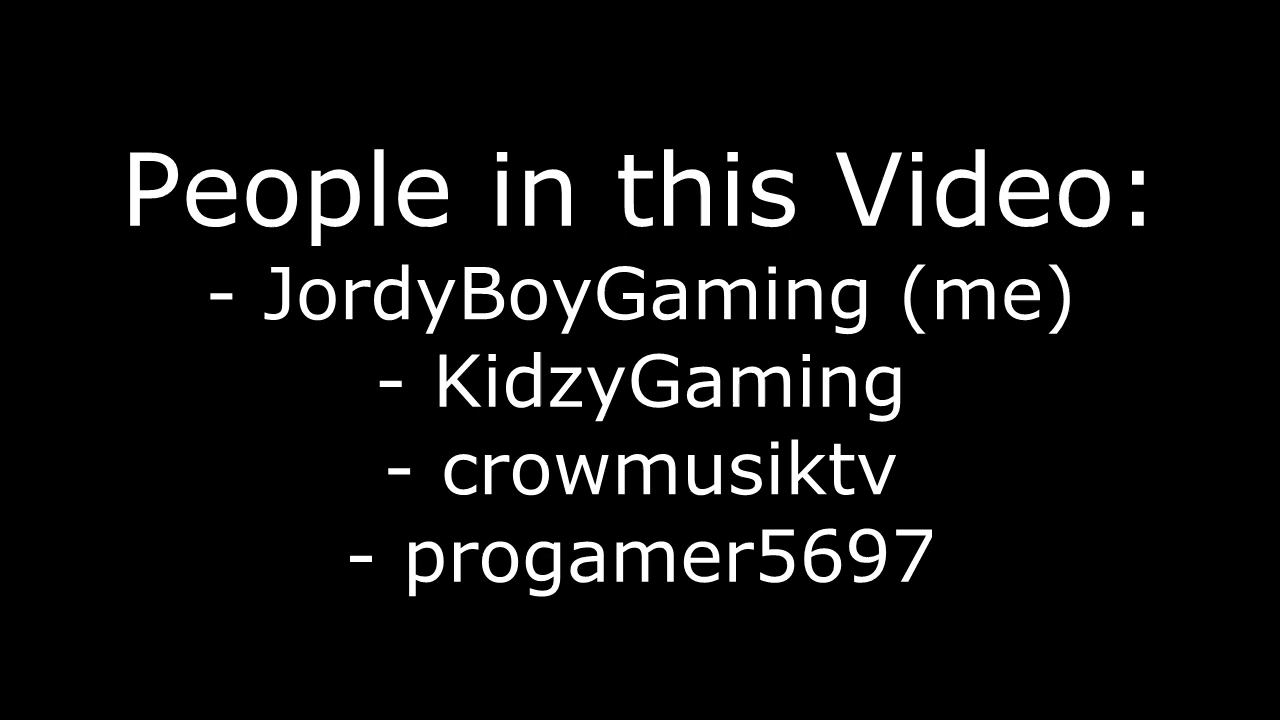 People in this Video:
- JordyBoyGaming (me)
- KidzyGaming
- crowmusiktv
- progamer5697